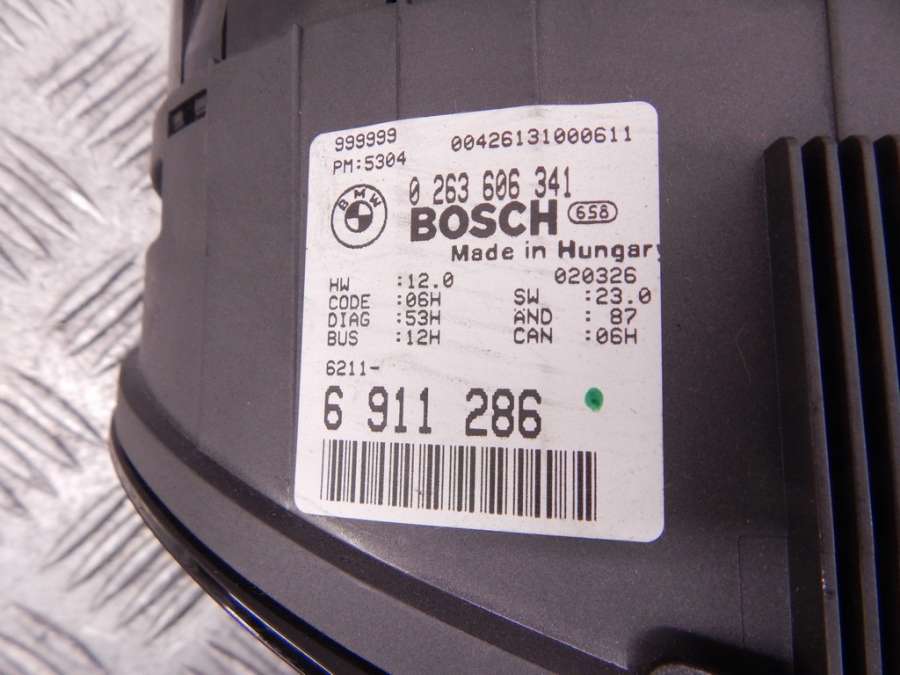 999999 00426131000611
PM:5304
BMW
0 263 606 341
BOSCH 658
Made in Hungary
020326
HW :12.0 SW :23.0
CODE :06H AND : 87
DIAG :53H CAN :06H
BUS :12H
6211-
6 911 286